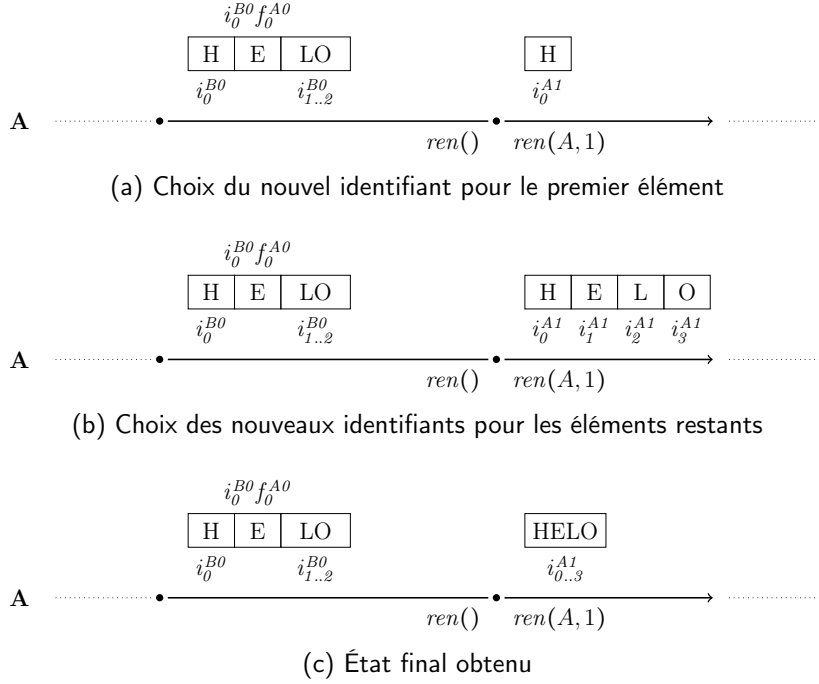 i_0^{B0} f_0^{A0}
H E LO H
i_0^{B0} i_{1..2}^{B0} i_0^{A1}
A
ren() ren(A, 1)
(a) Choix du nouvel identifiant pour le premier élément
i_0^{B0} f_0^{A0}
H E LO H E L O
i_0^{B0} i_{1..2}^{B0} i_0^{A1} i_1^{A1} i_2^{A1} i_3^{A1}
A
ren() ren(A, 1)
(b) Choix des nouveaux identifiants pour les éléments restants
i_0^{B0} f_0^{A0}
H E LO HELO
i_0^{B0} i_{1..2}^{B0} i_{0..3}^{A1}
A
ren() ren(A, 1)
(c) État final obtenu